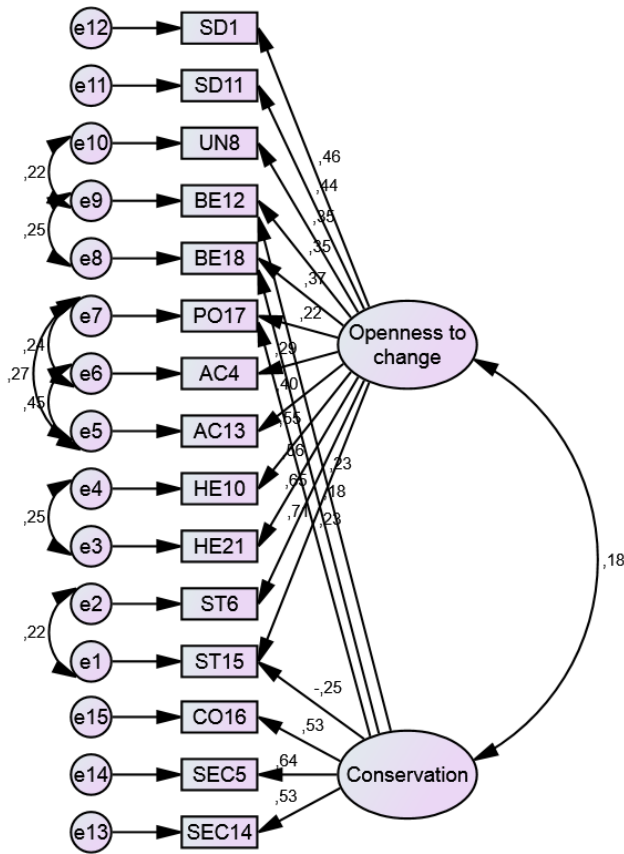 e12
SD1
e11
SD11
e10
UN8
,46
,22
,44
e9
BE12
,35
,25
,35
e8
BE18
,37
e7
PO17
,22
Openness to
change
,24
,29
,27
e6
AC4
,40
,45
,55
e5
AC13
,56
,23
e4
HE10
,65
,18
,25
,71
,23
e3
HE21
,18
e2
ST6
,22
e1
ST15
-,25
e15
CO16
,53
e14
SEC5
,64
Conservation
,53
e13
SEC14